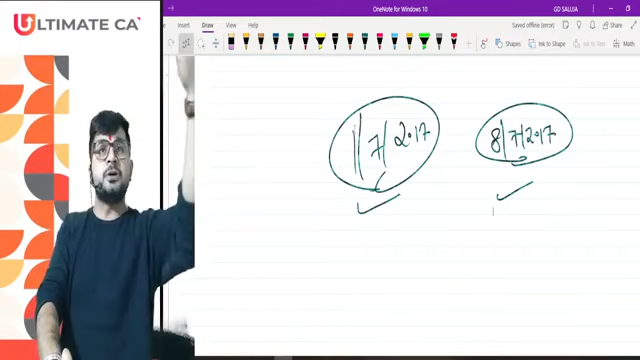 ULTIMATE CA
OneNote for Windows 10
GD SALUJA
Insert Draw View Help
Saved offline (error)
Share
Shapes Ink to Shape Ink to Text Math
1/7/2017 8/7/2017